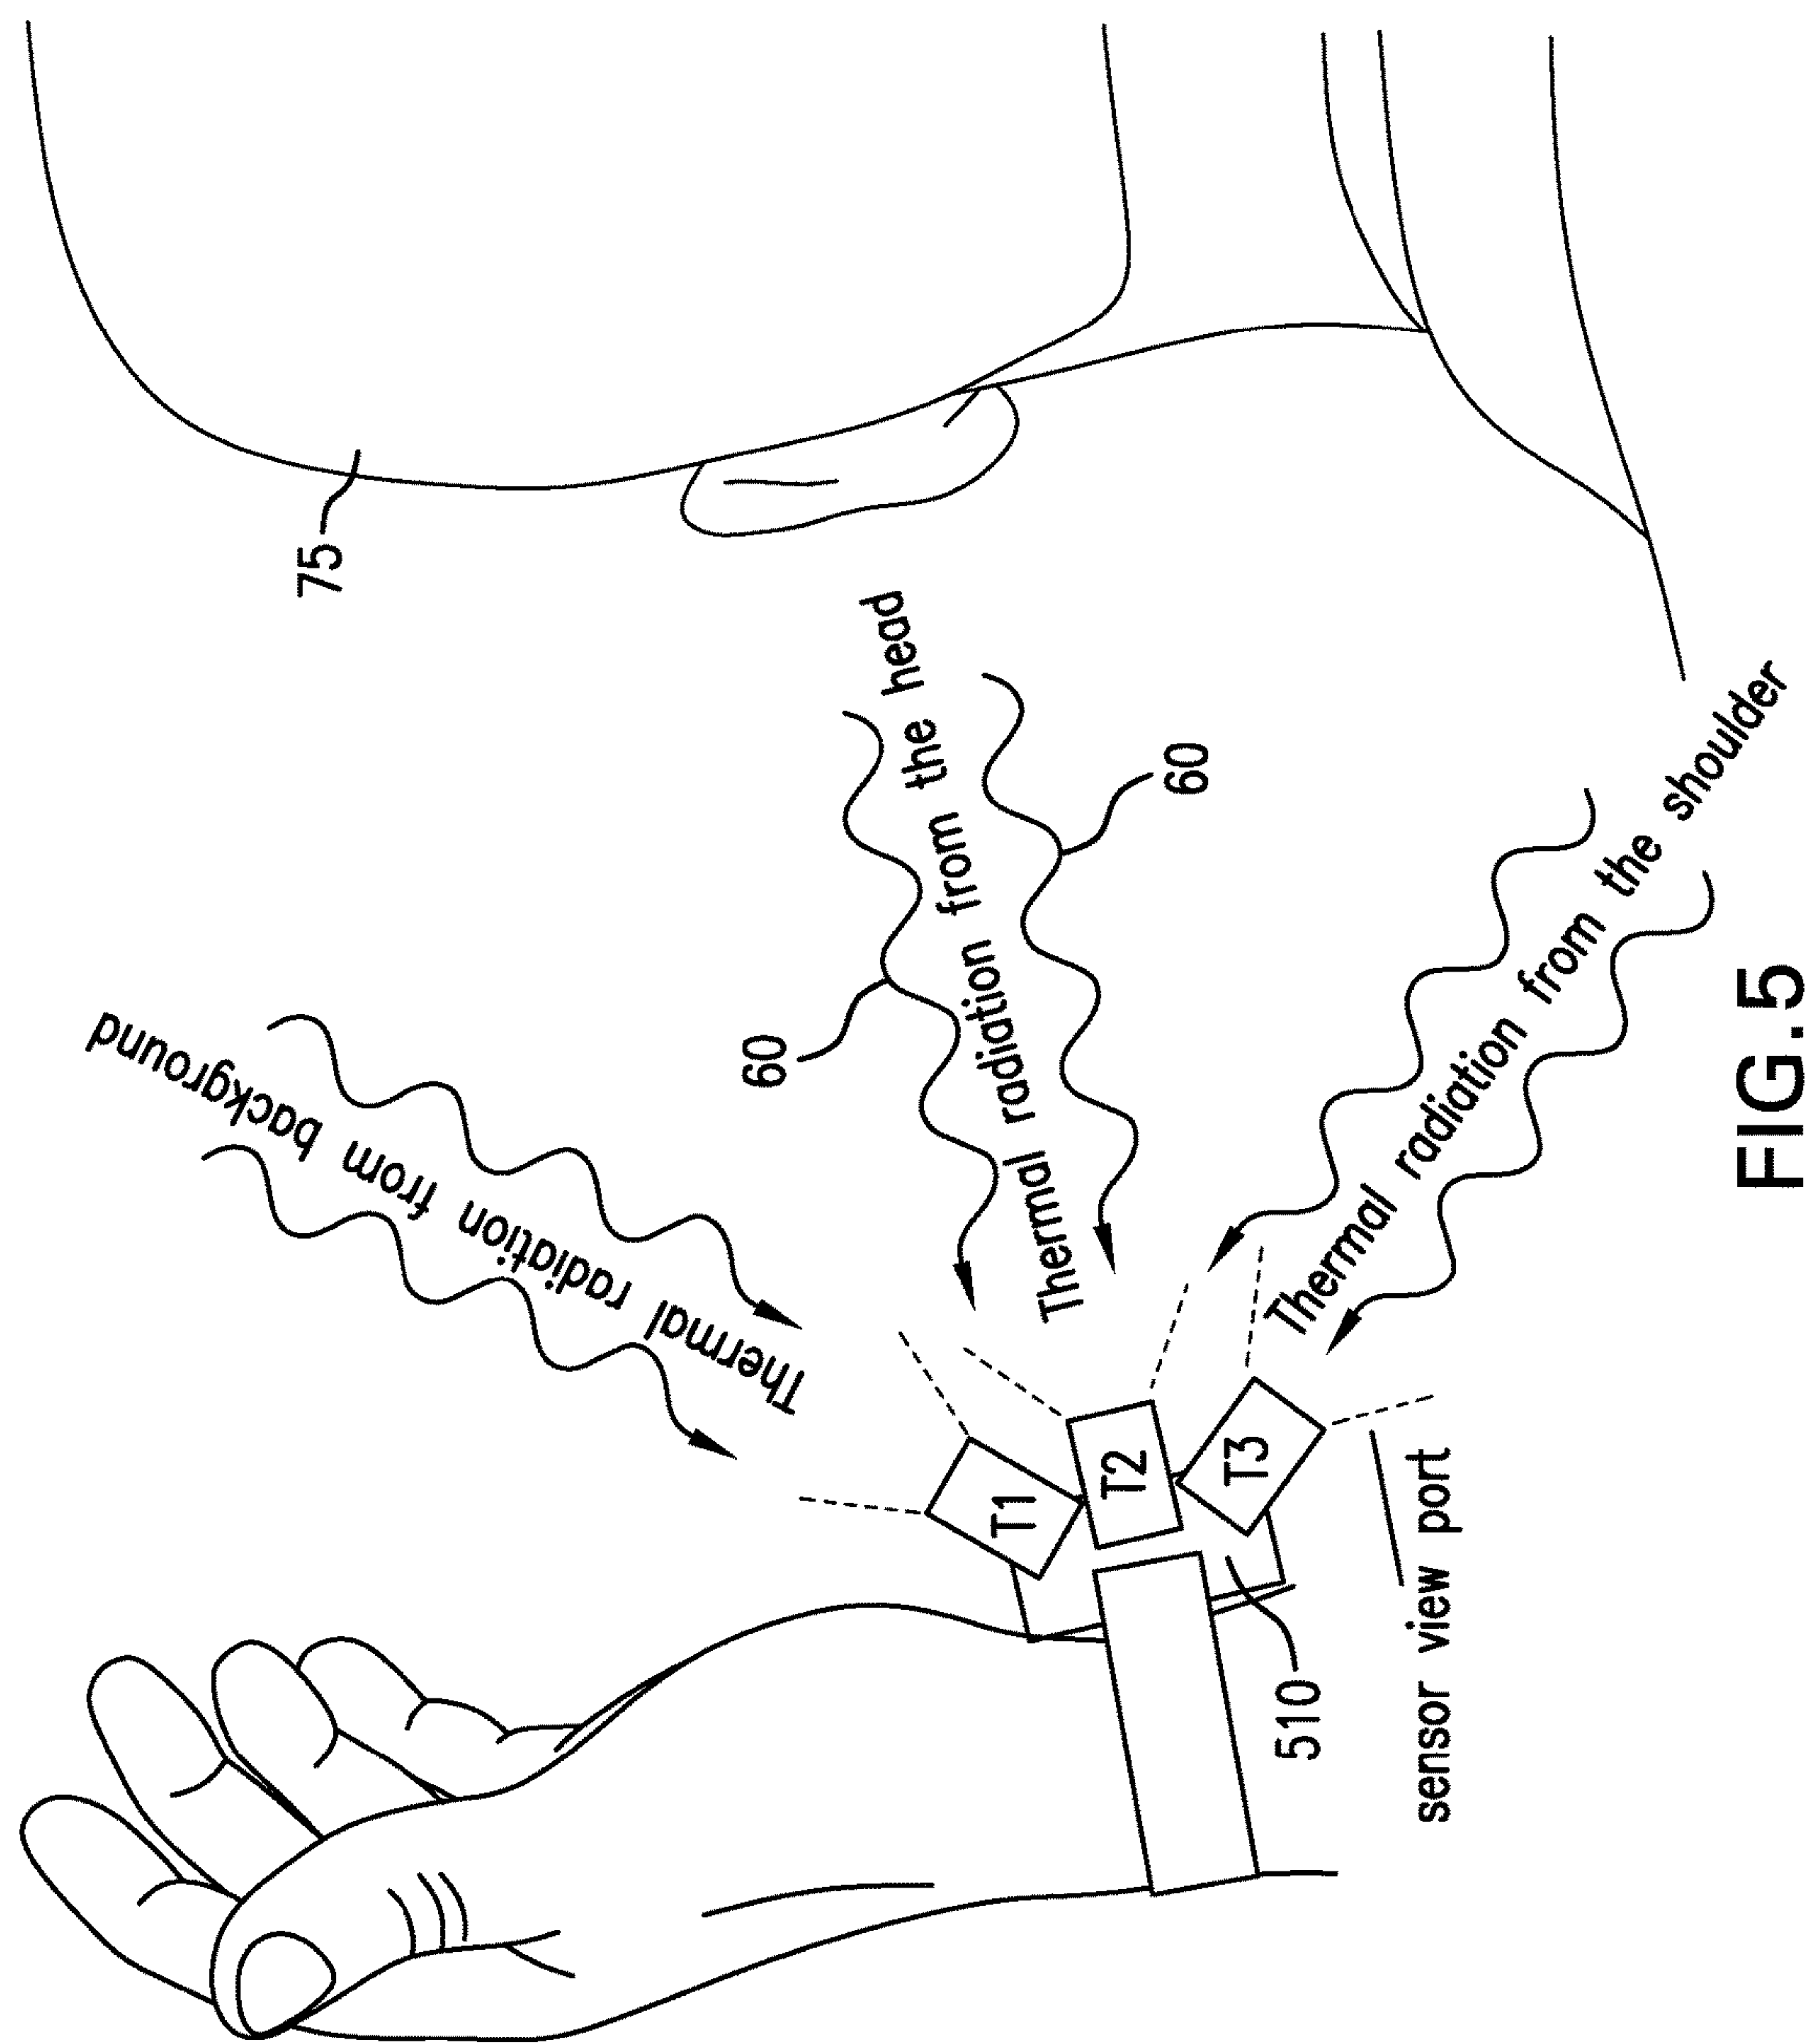 75
Thermal radiation from background
60
Thermal radiation from the head
60
Thermal radiation from the shoulder
T1
T2
T3
510
sensor view port
FIG.5